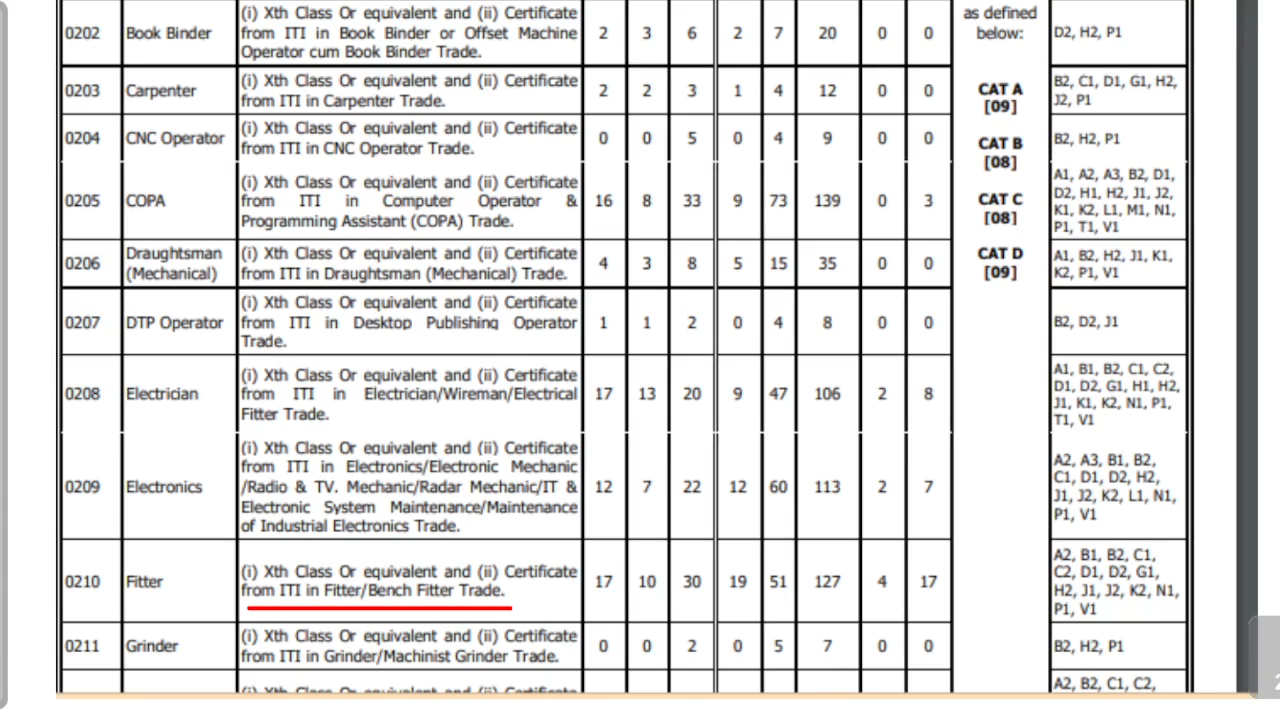 0202 Book Binder (i) Xth Class Or equivalent and (ii) Certificate from ITI in Book Binder or Offset Machine Operator cum Book Binder Trade. 2 3 6 2 7 20 0 0 D2, H2, P1
as defined
below:
0203 Carpenter (i) Xth Class Or equivalent and (ii) Certificate from ITI in Carpenter Trade. 2 2 3 1 4 12 0 0 B2, C1, D1, G1, H2, J2, P1
CAT A
[09]
0204 CNC Operator (i) Xth Class Or equivalent and (ii) Certificate from ITI in CNC Operator Trade. 0 0 5 0 4 9 0 0 B2, H2, P1
CAT B
[08]
0205 COPA (i) Xth Class Or equivalent and (ii) Certificate from ITI in Computer Operator & Programming Assistant (COPA) Trade. 16 8 33 9 73 139 0 3 A1, A2, A3, B2, D1, D2, H1, H2, J1, J2, K1, K2, L1, M1, N1, P1, T1, V1
CAT C
[08]
0206 Draughtsman (Mechanical) (i) Xth Class Or equivalent and (ii) Certificate from ITI in Draughtsman (Mechanical) Trade. 4 3 8 5 15 35 0 0 A1, B2, H2, J1, K1, K2, P1, V1
CAT D
[09]
0207 DTP Operator (i) Xth Class Or equivalent and (ii) Certificate from ITI in Desktop Publishing Operator Trade. 1 1 2 0 4 8 0 0 B2, D2, J1
0208 Electrician (i) Xth Class Or equivalent and (ii) Certificate from ITI in Electrician/Wireman/Electrical Fitter Trade. 17 13 20 9 47 106 2 8 A1, B1, B2, C1, C2, D1, D2, G1, H1, H2, J1, K1, K2, N1, P1, T1, V1
0209 Electronics (i) Xth Class Or equivalent and (ii) Certificate from ITI in Electronics/Electronic Mechanic /Radio & TV. Mechanic/Radar Mechanic/IT & Electronic System Maintenance/Maintenance of Industrial Electronics Trade. 12 7 22 12 60 113 2 7 A2, A3, B1, B2, C1, D1, D2, H2, J1, J2, K2, L1, N1, P1, V1
0210 Fitter (i) Xth Class Or equivalent and (ii) Certificate from ITI in Fitter/Bench Fitter Trade. 17 10 30 19 51 127 4 17 A2, B1, B2, C1, C2, D1, D2, G1, H2, J1, J2, K2, N1, P1, V1
0211 Grinder (i) Xth Class Or equivalent and (ii) Certificate from ITI in Grinder/Machinist Grinder Trade. 0 0 2 0 5 7 0 0 B2, H2, P1
(i) Xth Class Or equivalent and (ii) Certificate A2, B2, C1, C2,